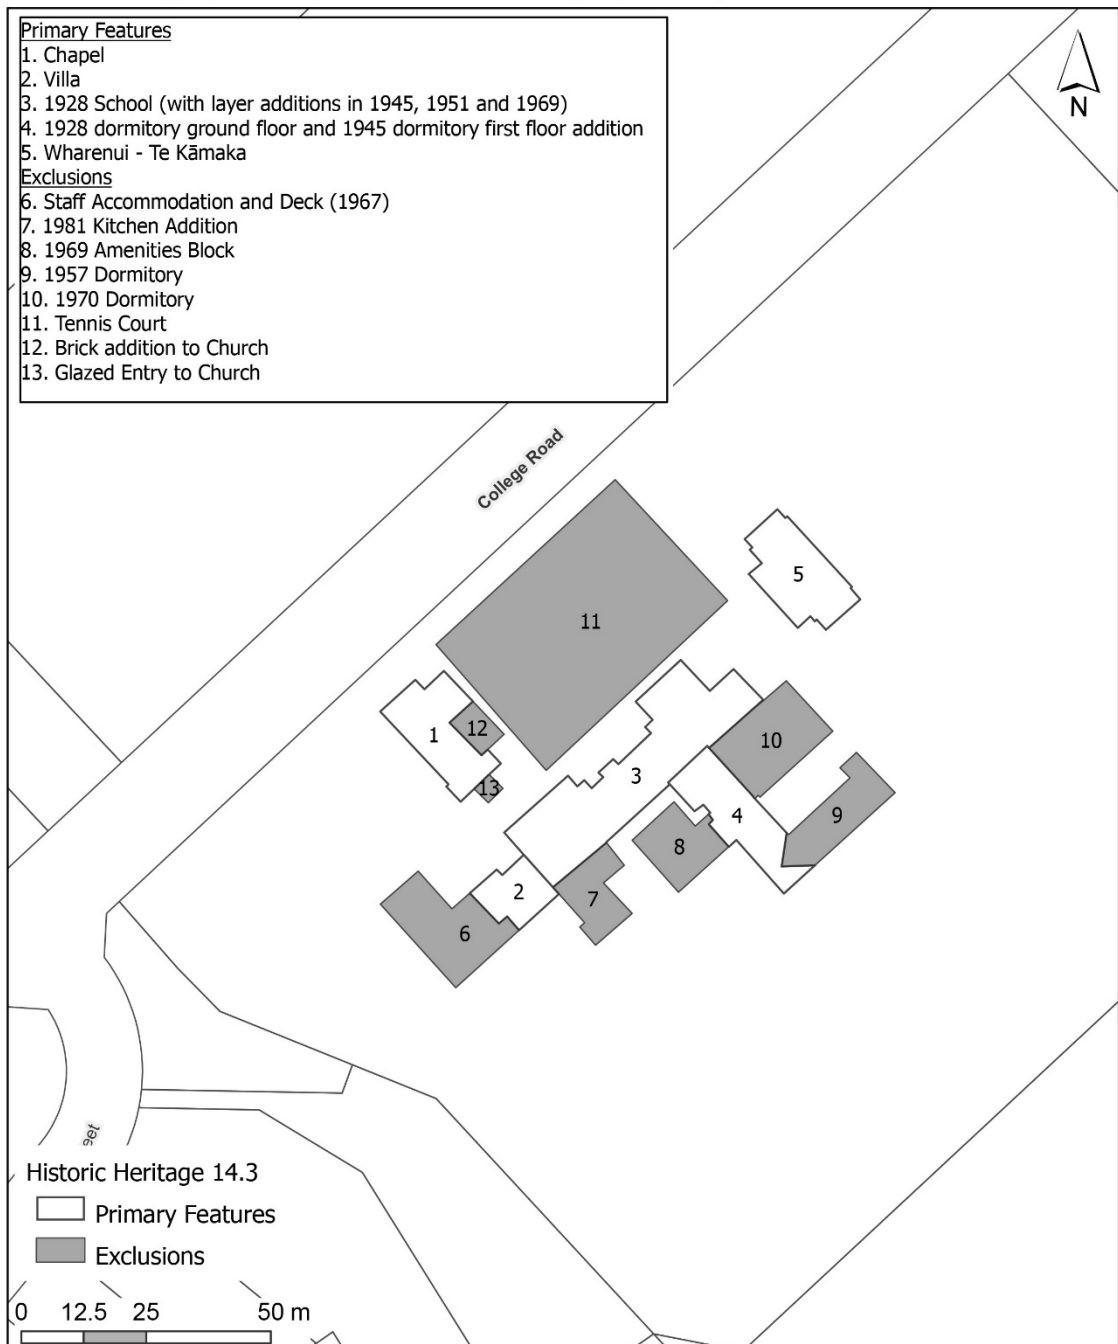 Primary Features
1. Chapel
2. Villa
3. 1928 School (with layer additions in 1945, 1951 and 1969)
4. 1928 dormitory ground floor and 1945 dormitory first floor addition
5. Wharenui - Te Kāmaka
Exclusions
6. Staff Accommodation and Deck (1967)
7. 1981 Kitchen Addition
8. 1969 Amenities Block
9. 1957 Dormitory
10. 1970 Dormitory
11. Tennis Court
12. Brick addition to Church
13. Glazed Entry to Church
N
College Road
5
11
12
1
10
3
13
4
9
8
2
7
6
eet
Historic Heritage 14.3
Primary Features
Exclusions
0 12.5 25 50 m